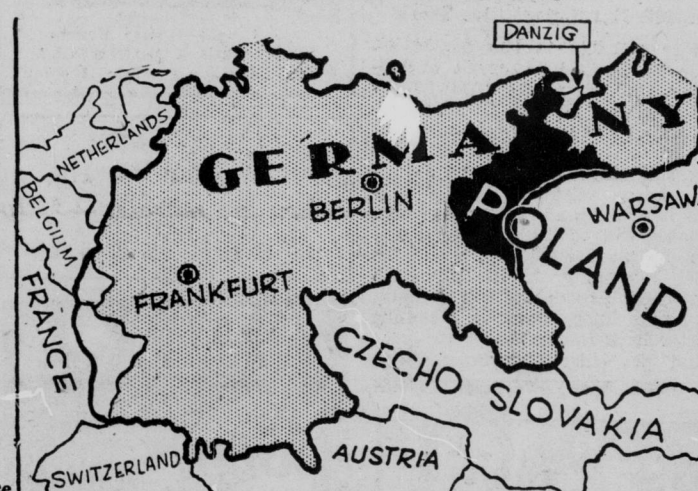 DANZIG
NETHERLANDS
GERMANY
BELGIUM
BERLIN
WARSAW
POLAND
FRANKFURT
FRANCE
CZECHO SLOVAKIA
SWITZERLAND
AUSTRIA